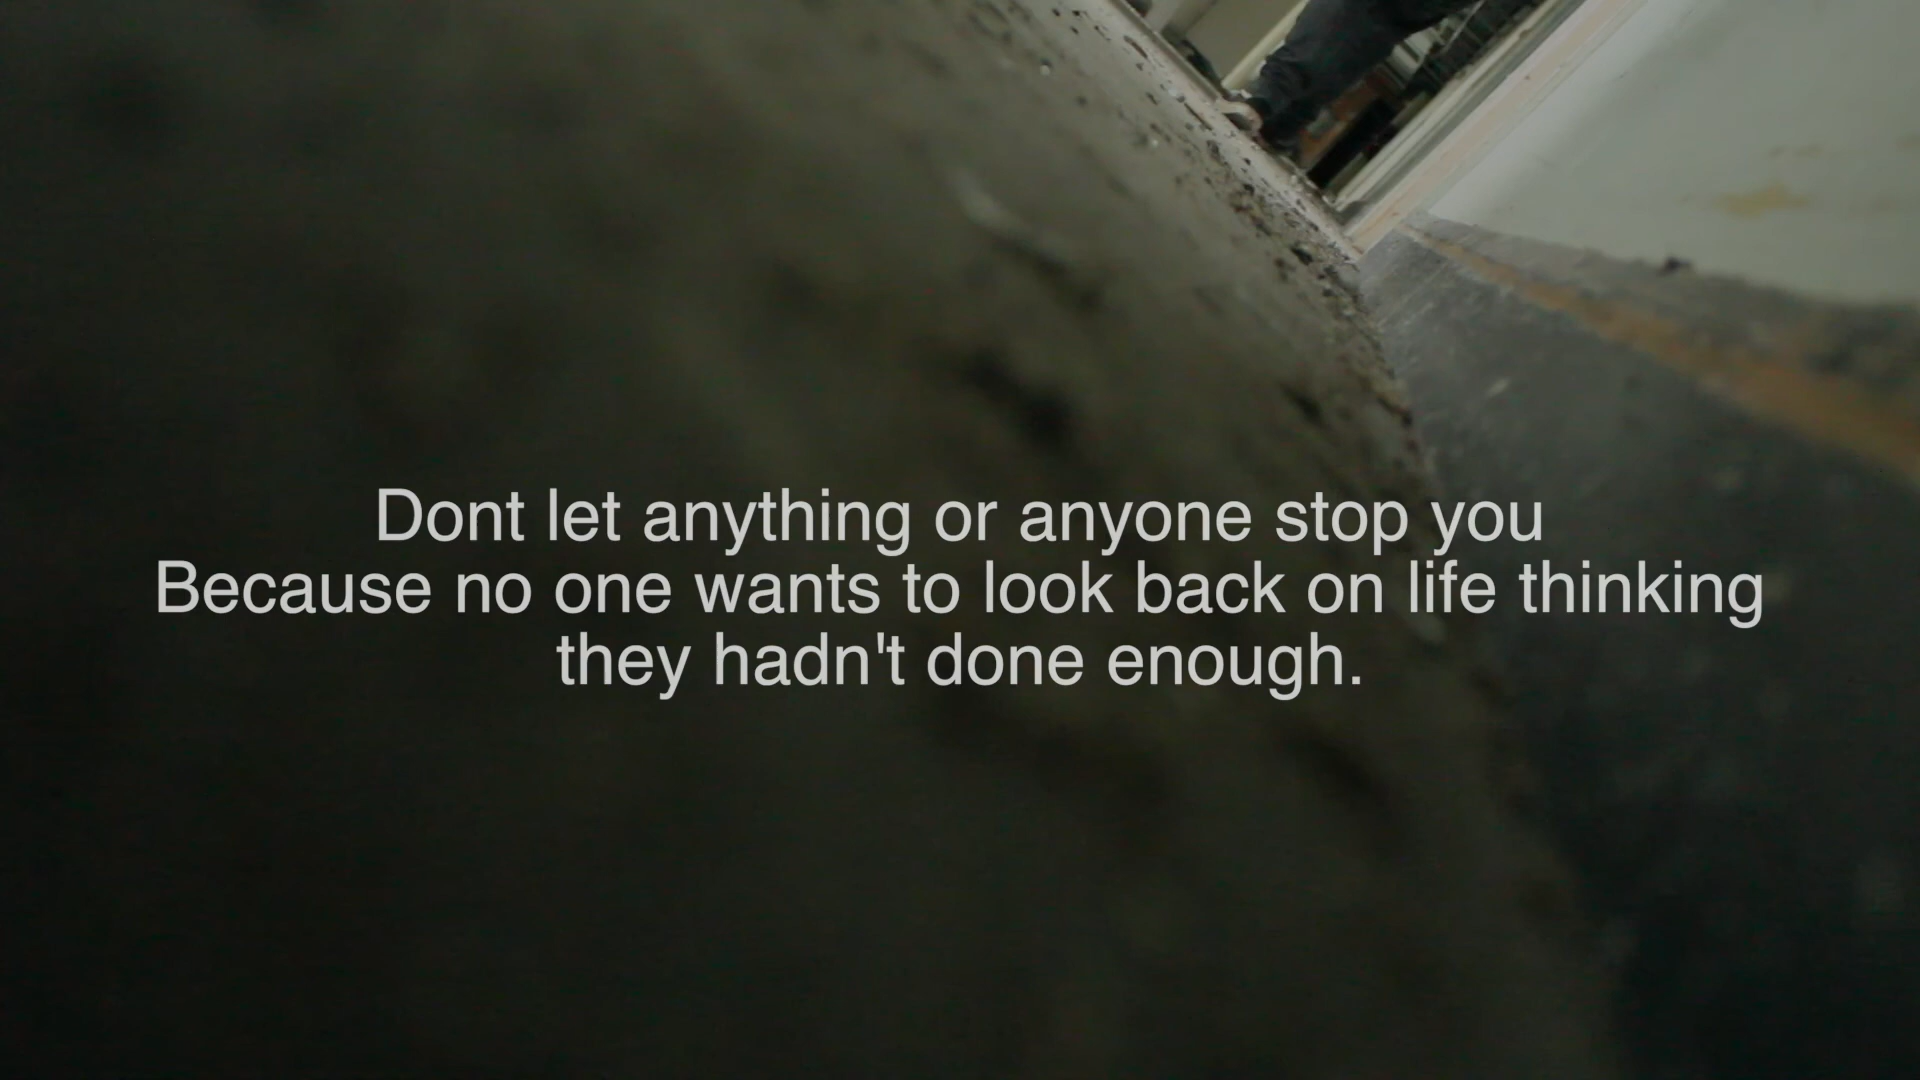 Dont let anything or anyone stop you
Because no one wants to look back on life thinking
they hadn't done enough.